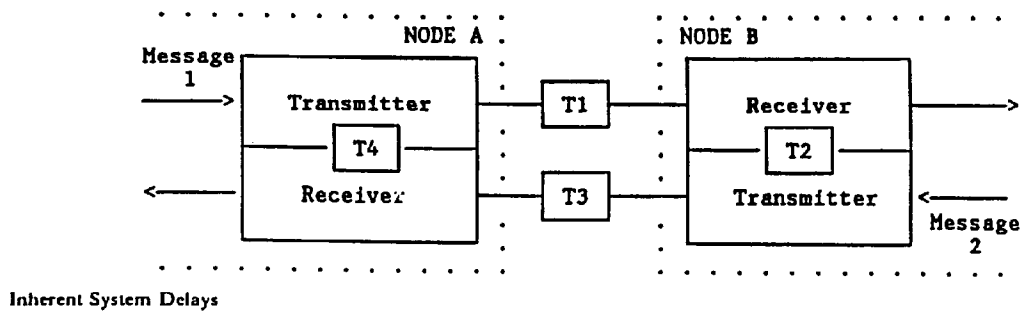 NODE A
NODE B
Message
1
Transmitter
T1
Receiver
T4
T2
Receiver
T3
Transmitter
Message
2
Inherent System Delays